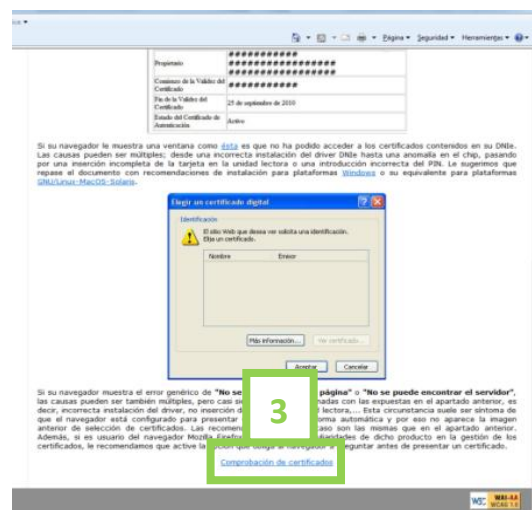 Página Seguridad Herramientas
###########
Propietario #################
#################
Comienzo de la Validez del
Certificado ###########
Fin de la Validez del
Certificado 25 de septiembre de 2010
Estado del Certificado de
Autenticación Activo
Si su navegador le muestra una ventana como ésta es que no ha podido acceder a los certificados contenidos en su DNIe.
Las causas pueden ser múltiples; desde una incorrecta instalación del driver DNIe hasta una anomalía en el chip, pasando
por una inserción incompleta de la tarjeta en la unidad lectora o una introducción incorrecta del PIN. Le sugerimos que
repase el documento con recomendaciones de instalación para plataformas Windows o su equivalente para plataformas
GNU/Linux-MacOS-Solaris.
Elegir un certificado digital
Identificación
El sitio Web que desea ver solicita una identificación.
Elija un certificado.
Nombre Emisor
Más información... Ver certificado...
Aceptar Cancelar
Si su navegador muestra el error genérico de "No se página" o "No se puede encontrar el servidor",
las causas pueden ser también múltiples, pero casi nadas con las expuestas en el apartado anterior, es
decir, incorrecta instalación del driver, no inserción d l lectora,... Esta circunstancia suele ser síntoma de
que el navegador está configurado para presentar orma automática y por eso no aparece la imagen
anterior de selección de certificados. Las recom aso son las mismas que en el apartado anterior.
Además, si es usuario del navegador Mozilla Firefox liaridades de dicho producto en la gestión de los
certificados, le recomendamos que active la opción que obliga al navegador a preguntar antes de presentar un certificado.
3
Comprobación de certificados
W3C WAI-AA
WCAG 1.0